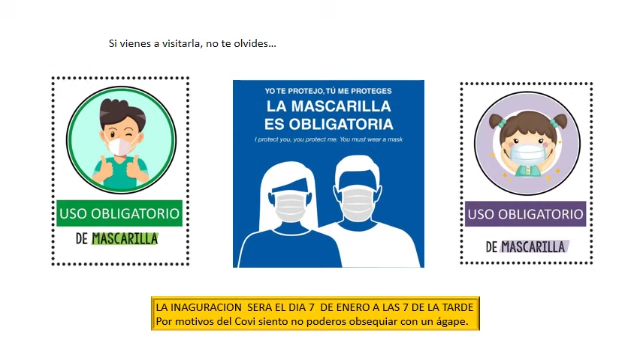 Si vienes a visitarla, no te olvides...
USO OBLIGATORIO
DE MASCARILLA
YO TE PROTEJO, TÚ ME PROTEGES
LA MASCARILLA
ES OBLIGATORIA
I protect you, you protect me. You must wear a mask
USO OBLIGATORIO
DE MASCARILLA
LA INAGURACION SERA EL DIA 7 DE ENERO A LAS 7 DE LA TARDE
Por motivos del Covi siento no poderos obsequiar con un ágape.